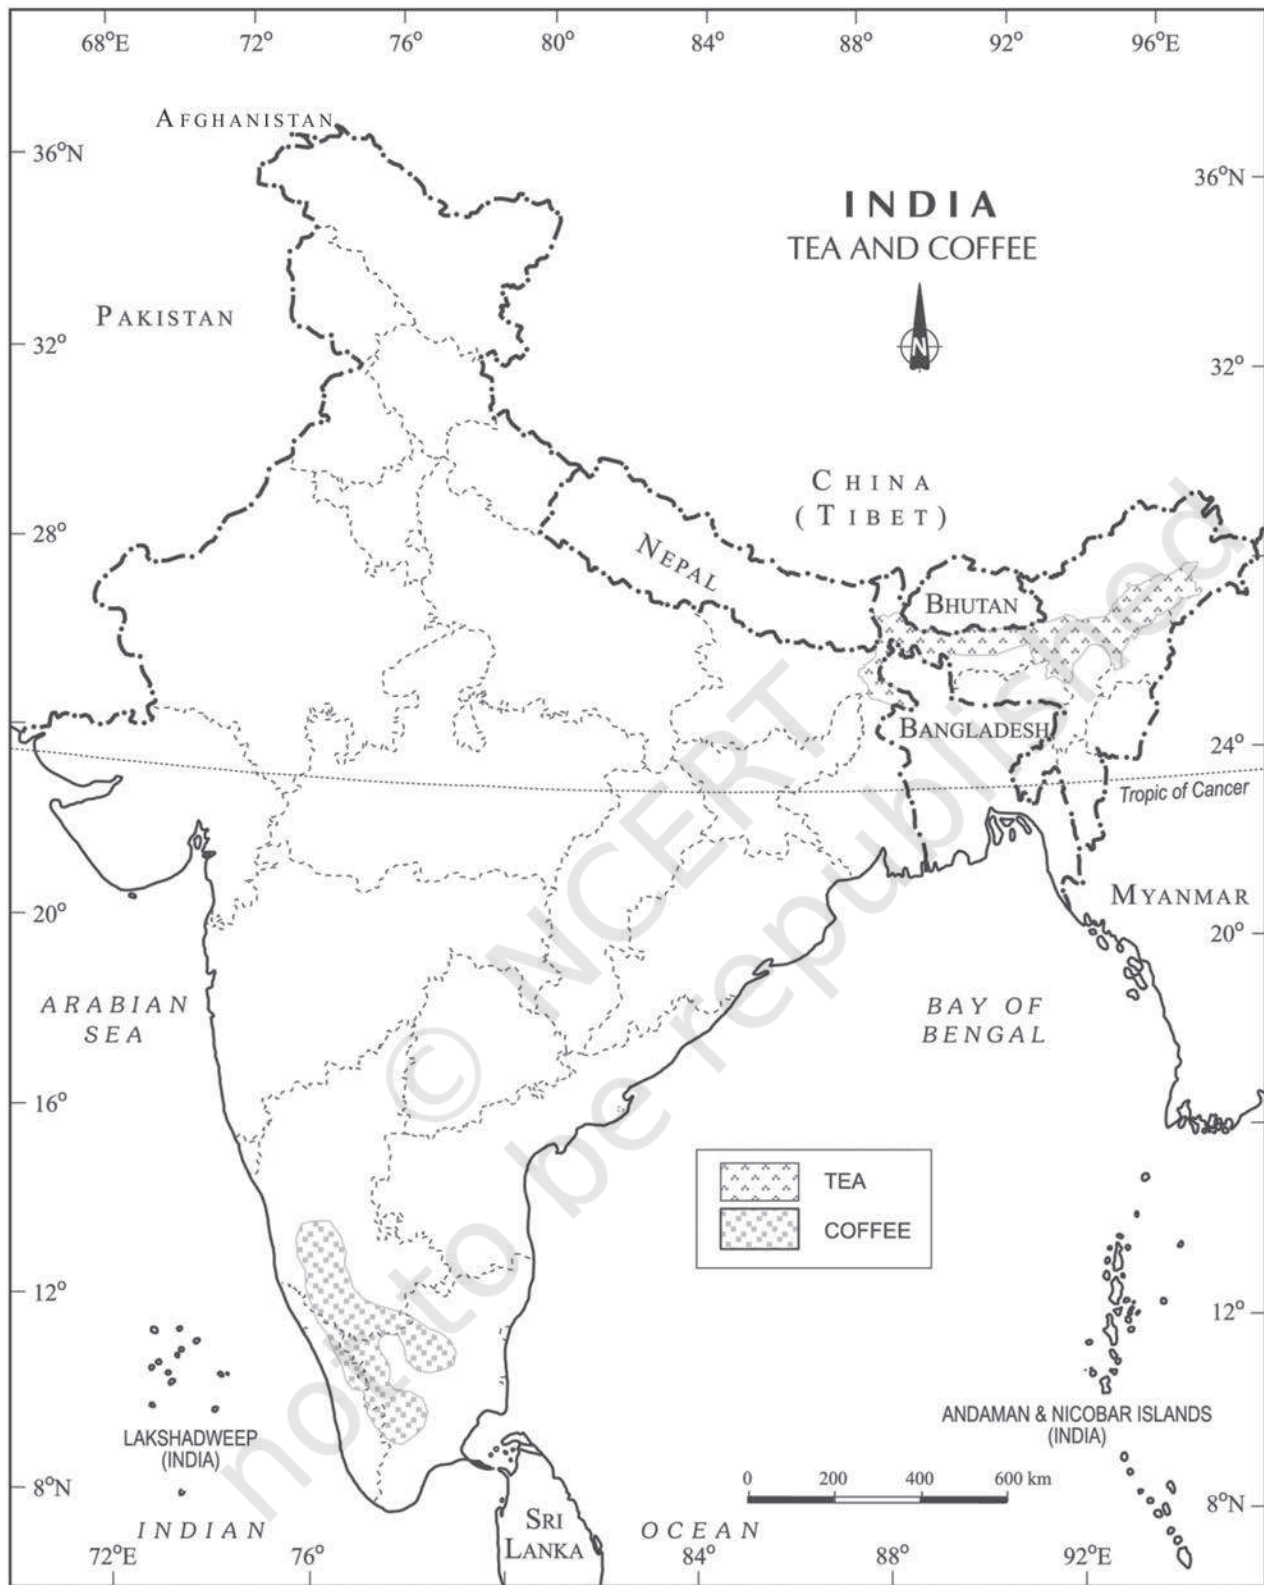 68°E 72° 76° 80° 84° 88° 92° 96°E
AFGHANISTAN
36°N
36°N
INDIA
TEA AND COFFEE
N
PAKISTAN
32°
32°
CHINA
(TIBET)
28°
NEPAL
BHUTAN
BANGLADESH
24°
Tropic of Cancer
MYANMAR
20°
20°
ARABIAN
SEA
BAY OF
BENGAL
16°
TEA
COFFEE
12°
12°
LAKSHADWEEP
(INDIA)
ANDAMAN & NICOBAR ISLANDS
(INDIA)
0 200 400 600 km
8°N
8°N
SRI
LANKA
INDIAN OCEAN
72°E 76° 84° 88° 92°E
© NCERT
not to be republished